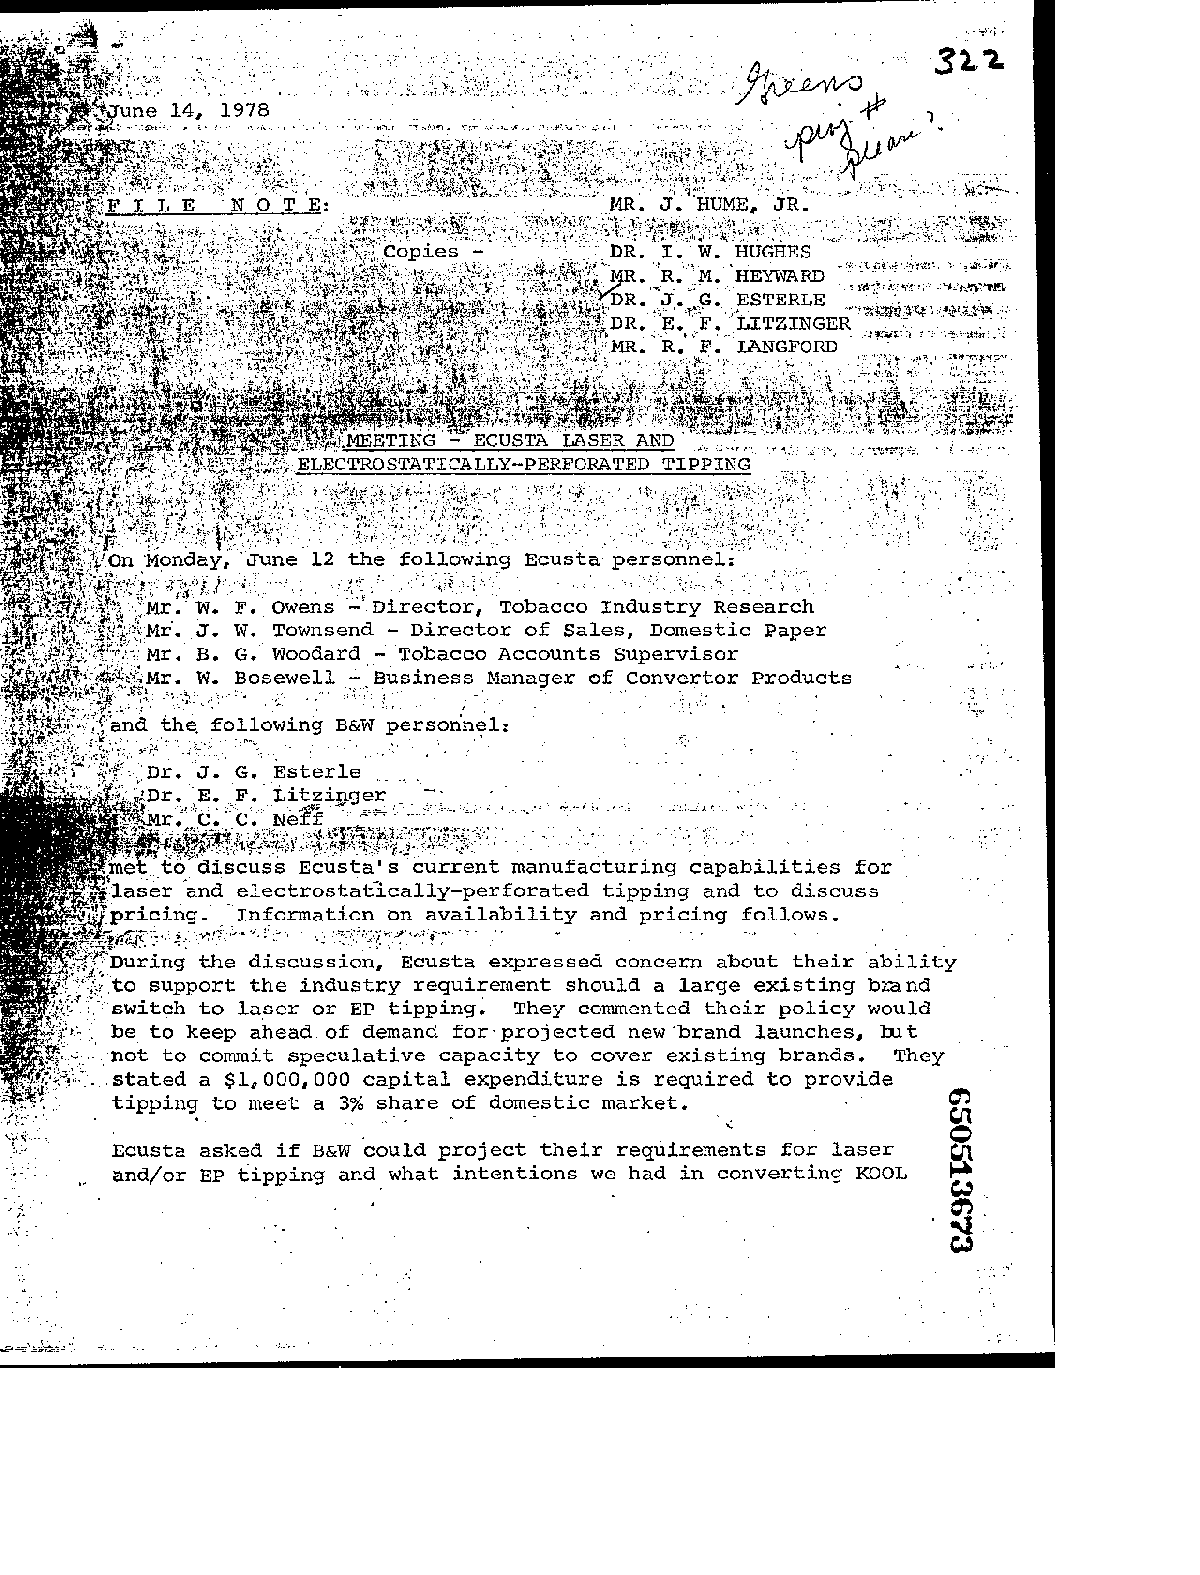 322
Greens
proj #
please?
June 14, 1978
FILE NOTE:
MR. J. HUME, JR.
Copies -
DR. I. W. HUGHES
MR. R. M. HEYWARD
DR. J. G. ESTERLE
DR. E. F. LITZINGER
MR. R. F. LANGFORD
MEETING - ECUSTA LASER AND
ELECTROSTATICALLY-PERFORATED TIPPING
On Monday, June 12 the following Ecusta personnel:
Mr. W. F. Owens - Director, Tobacco Industry Research
Mr. J. W. Townsend - Director of Sales, Domestic Paper
Mr. B. G. Woodard - Tobacco Accounts Supervisor
Mr. W. Bosewell - Business Manager of Convertor Products
and the following B&W personnel:
Dr. J. G. Esterle
Dr. E. F. Litzinger
Mr. C. C. Neff
met to discuss Ecusta's current manufacturing capabilities for
laser and electrostatically-perforated tipping and to discuss
pricing. Information on availability and pricing follows.
During the discussion, Ecusta expressed concern about their ability
to support the industry requirement should a large existing brand
switch to laser or EP tipping. They commented their policy would
be to keep ahead of demand for projected new brand launches, but
not to commit speculative capacity to cover existing brands. They
stated a $1,000,000 capital expenditure is required to provide
tipping to meet a 3% share of domestic market.
Ecusta asked if B&W could project their requirements for laser
and/or EP tipping and what intentions we had in converting KOOL
650513673